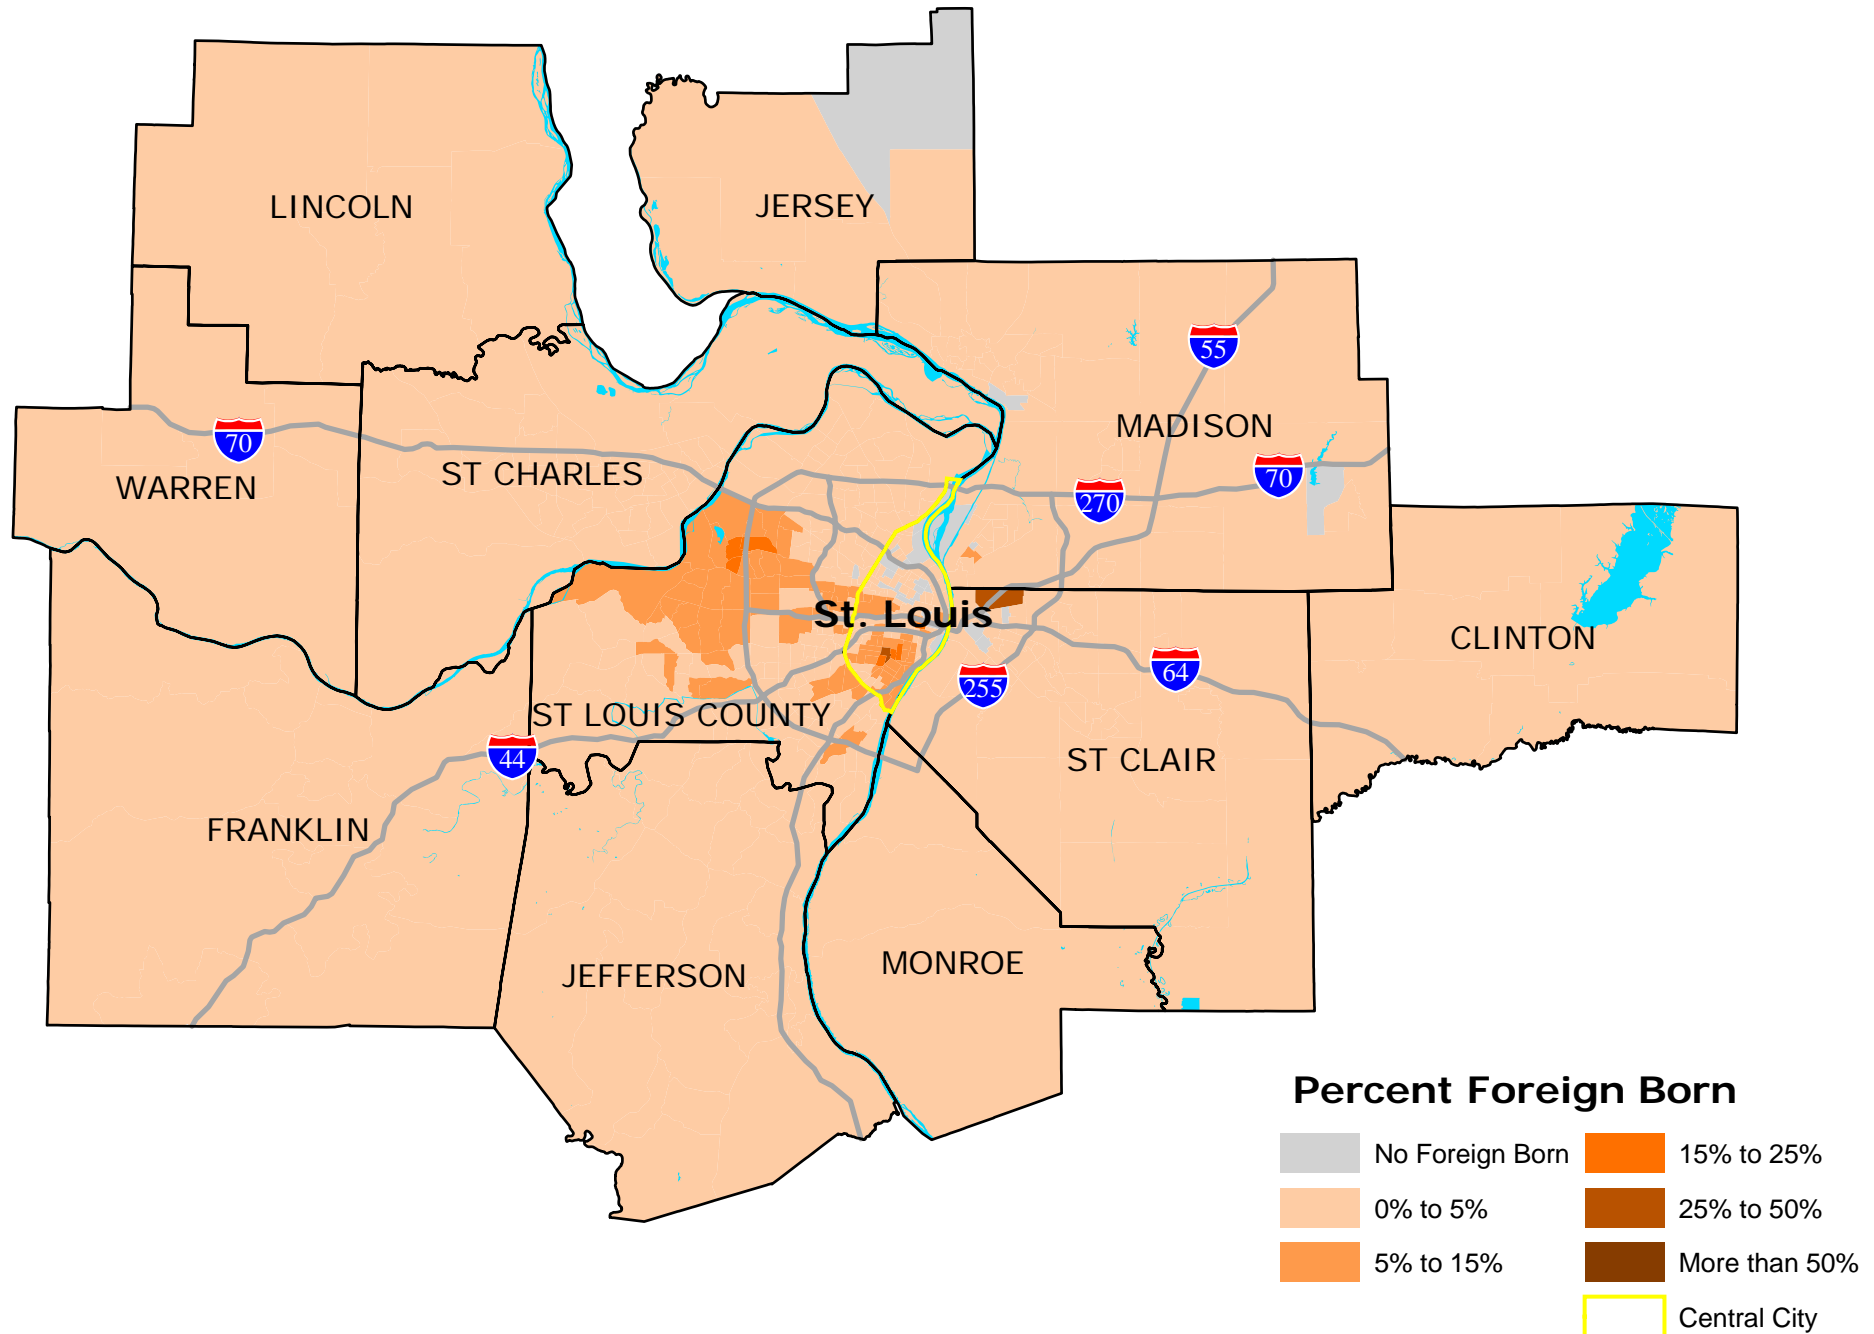 LINCOLN
JERSEY
55
MADISON
70
ST CHARLES
WARREN
70
270
St. Louis
CLINTON
64
255
ST LOUIS COUNTY
44
ST CLAIR
FRANKLIN
JEFFERSON
MONROE
Percent Foreign Born
No Foreign Born
15% to 25%
0% to 5%
25% to 50%
5% to 15%
More than 50%
Central City